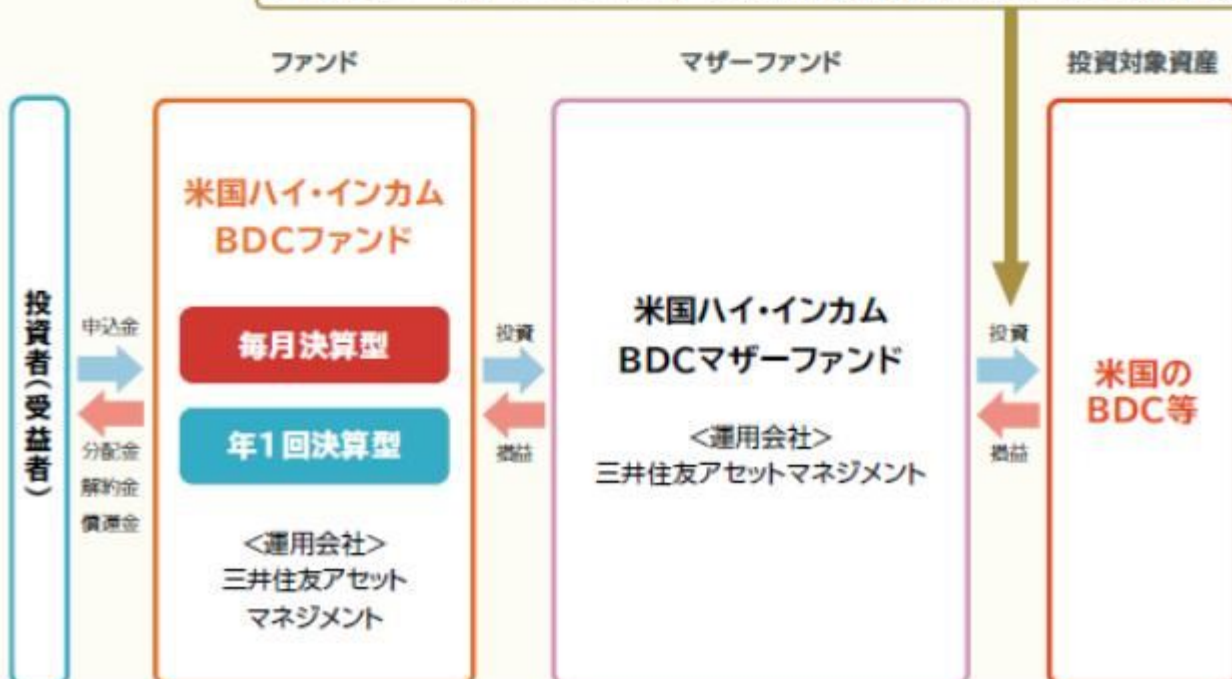 ファンド
マザーファンド
投資対象資産
投資者(受益者)
申込金
分配金
解約金
償還金
米国ハイ・インカム
BDCファンド
毎月決算型
年1回決算型
<運用会社>
三井住友アセット
マネジメント
投資
損益
米国ハイ・インカム
BDCマザーファンド
<運用会社>
三井住友アセットマネジメント
投資
損益
米国の
BDC等